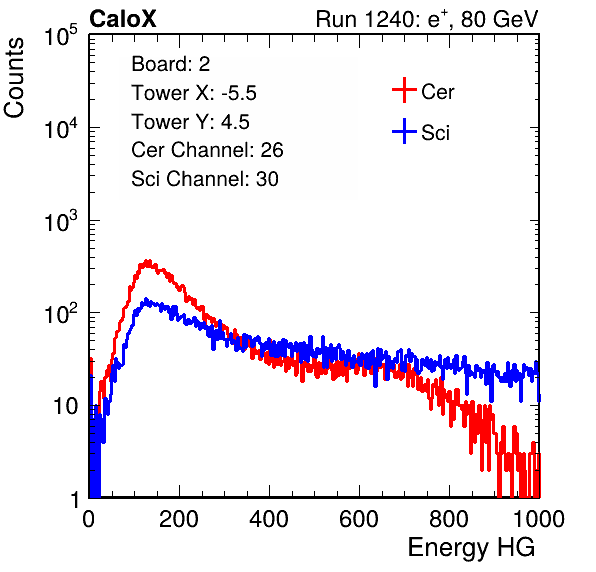 CaloX Run 1240: e⁺, 80 GeV
Counts
10⁵
10⁴
10³
10²
10
1
Board: 2
Tower X: -5.5
Tower Y: 4.5
Cer Channel: 26
Sci Channel: 30
Cer
Sci
0 200 400 600 800 1000
Energy HG